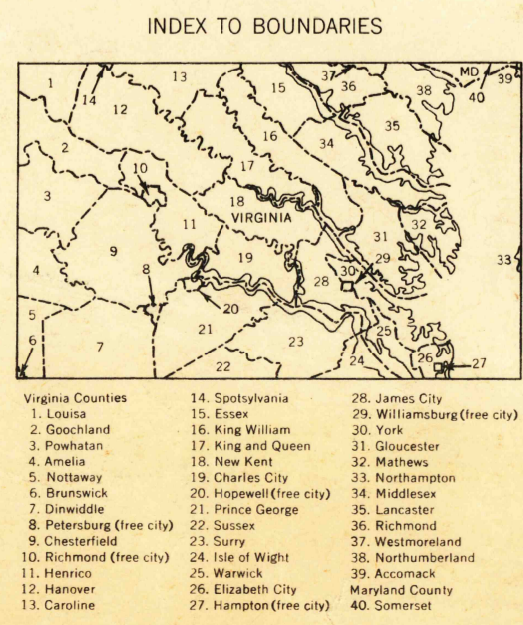 INDEX TO BOUNDARIES
1
14
12
13
15
37
36
38
MD
40
39
2
16
34
35
3
10
17
18
VIRGINIA
11
9
19
31
32
29
30
33
4
8
28
20
5
7
21
23
25
6
22
24
26
27
Virginia Counties
1. Louisa
2. Goochland
3. Powhatan
4. Amelia
5. Nottaway
6. Brunswick
7. Dinwiddie
8. Petersburg (free city)
9. Chesterfield
10. Richmond (free city)
11. Henrico
12. Hanover
13. Caroline
14. Spotsylvania
15. Essex
16. King William
17. King and Queen
18. New Kent
19. Charles City
20. Hopewell (free city)
21. Prince George
22. Sussex
23. Surry
24. Isle of Wight
25. Warwick
26. Elizabeth City
27. Hampton (free city)
28. James City
29. Williamsburg (free city)
30. York
31. Gloucester
32. Mathews
33. Northampton
34. Middlesex
35. Lancaster
36. Richmond
37. Westmoreland
38. Northumberland
39. Accomack
Maryland County
40. Somerset